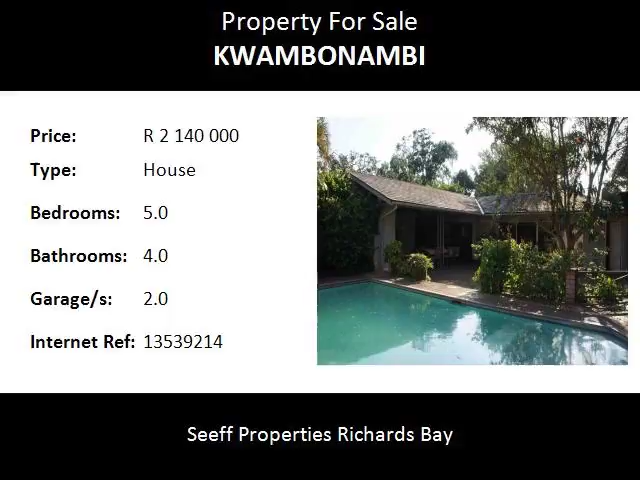 Property For Sale
KWAMBONAMBI
Price: R 2 140 000
Type: House
Bedrooms: 5.0
Bathrooms: 4.0
Garage/s: 2.0
Internet Ref: 13539214
Seeff Properties Richards Bay